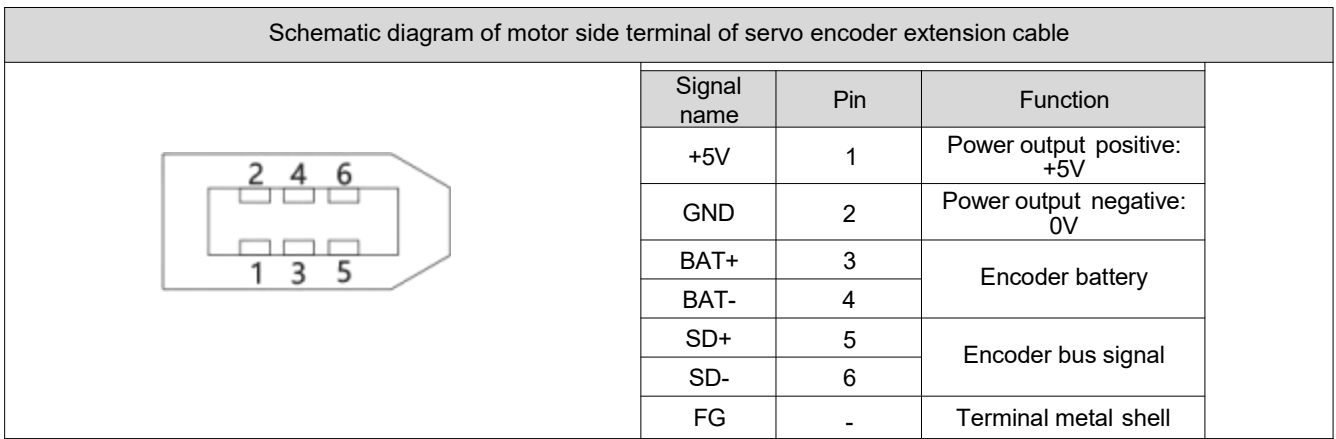 Schematic diagram of motor side terminal of servo encoder extension cable
2 4 6
1 3 5
Signal
name
Pin
Function
+5V
1
Power output positive:
+5V
GND
2
Power output negative:
0V
BAT+
3
Encoder battery
BAT-
4
SD+
5
Encoder bus signal
SD-
6
FG
-
Terminal metal shell